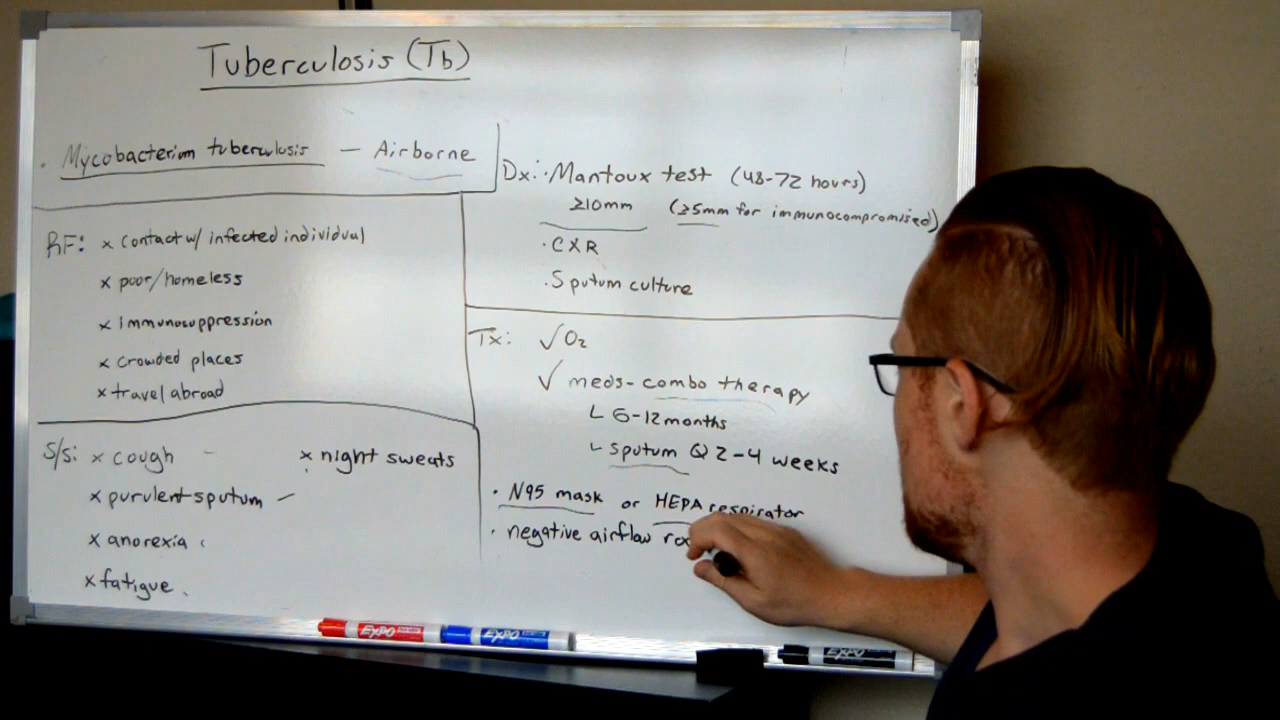 Tuberculosis (Tb)
. Mycobacterium tuberculosis — Airborne
RF: x contact w/ infected individual
x poor/homeless
x immunosuppression
x crowded places
x travel abroad
S/s: x cough
x night sweats
x purulent sputum
x anorexia
x fatigue
Dx: · Mantoux test (48-72 hours)
≥10mm (≥5mm for immunocompromised)
· CXR
· Sputum culture
Tx: √ O2
√ meds- combo therapy
└ 6-12 months
└ sputum Q 2-4 weeks
· N95 mask or HEPA respirator
· negative airflow
EXPO
EXPO
EXPO